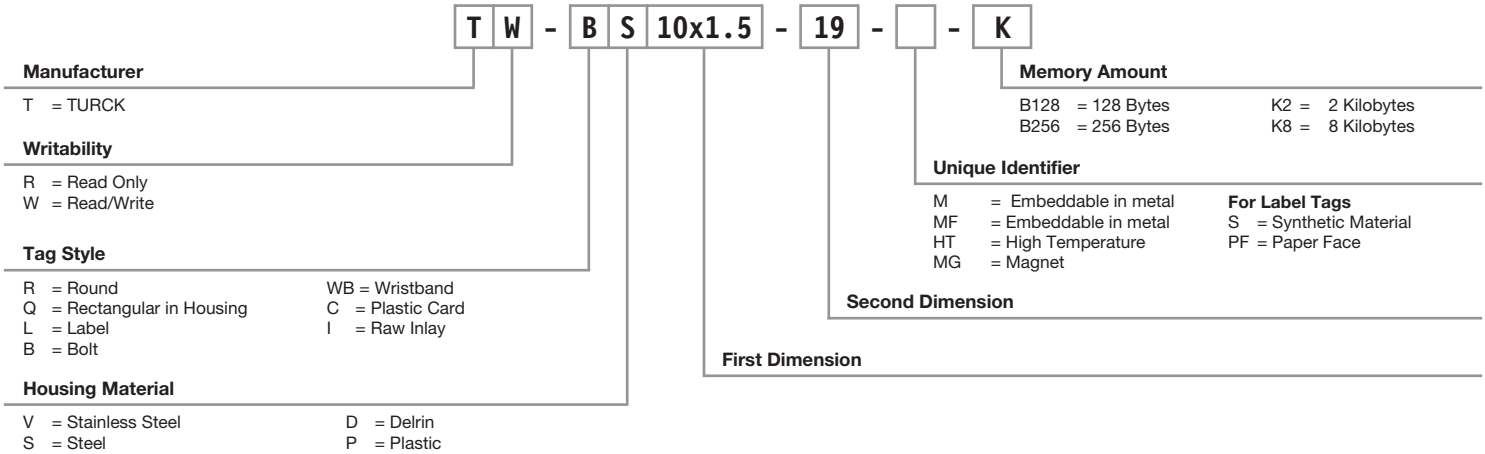 T W - B S 10x1.5 - 19 - - K
Manufacturer
T = TURCK
Writability
R = Read Only
W = Read/Write
Tag Style
R = Round
Q = Rectangular in Housing
L = Label
B = Bolt
WB = Wristband
C = Plastic Card
I = Raw Inlay
Housing Material
V = Stainless Steel
S = Steel
D = Delrin
P = Plastic
Memory Amount
B128 = 128 Bytes
B256 = 256 Bytes
K2 = 2 Kilobytes
K8 = 8 Kilobytes
Unique Identifier
M = Embeddable in metal
MF = Embeddable in metal
HT = High Temperature
MG = Magnet
For Label Tags
S = Synthetic Material
PF = Paper Face
Second Dimension
First Dimension